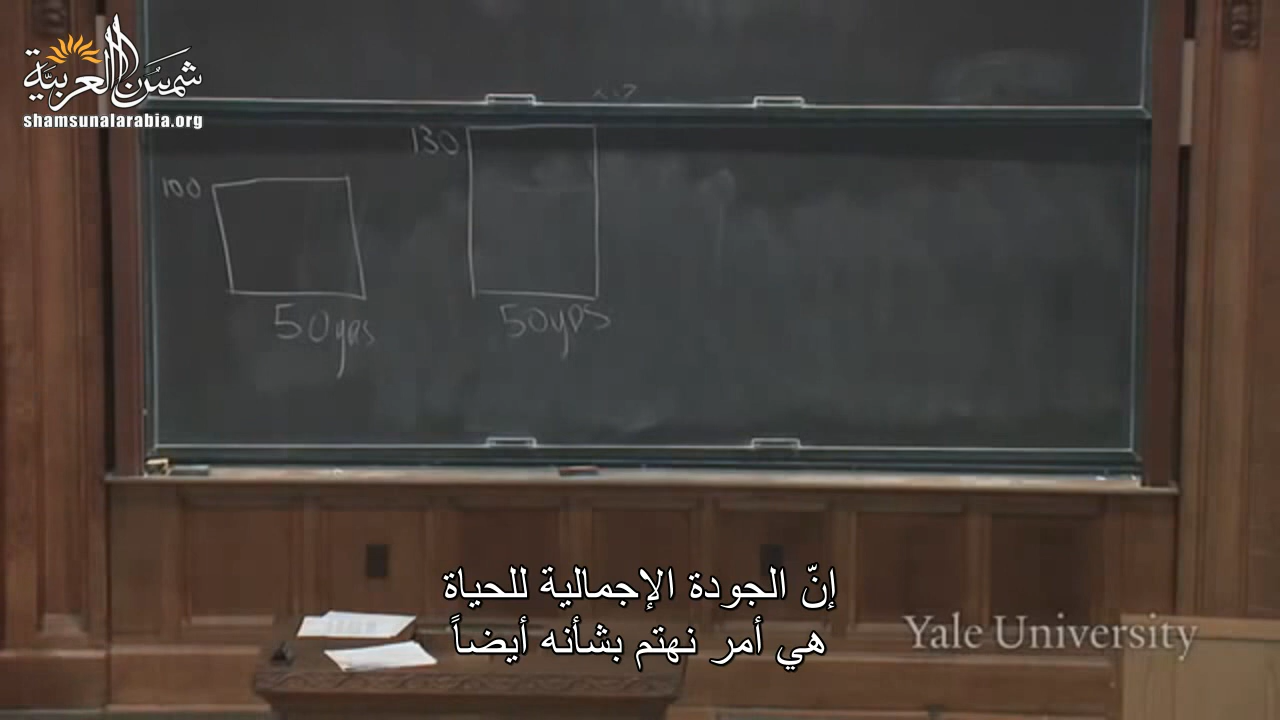 شمس العربية
shamsunalarabia.org
130
100
50yrs
50yrs
إنّ الجودة الإجمالية للحياة
هي أمر نهتم بشأنه أيضاً
Yale University